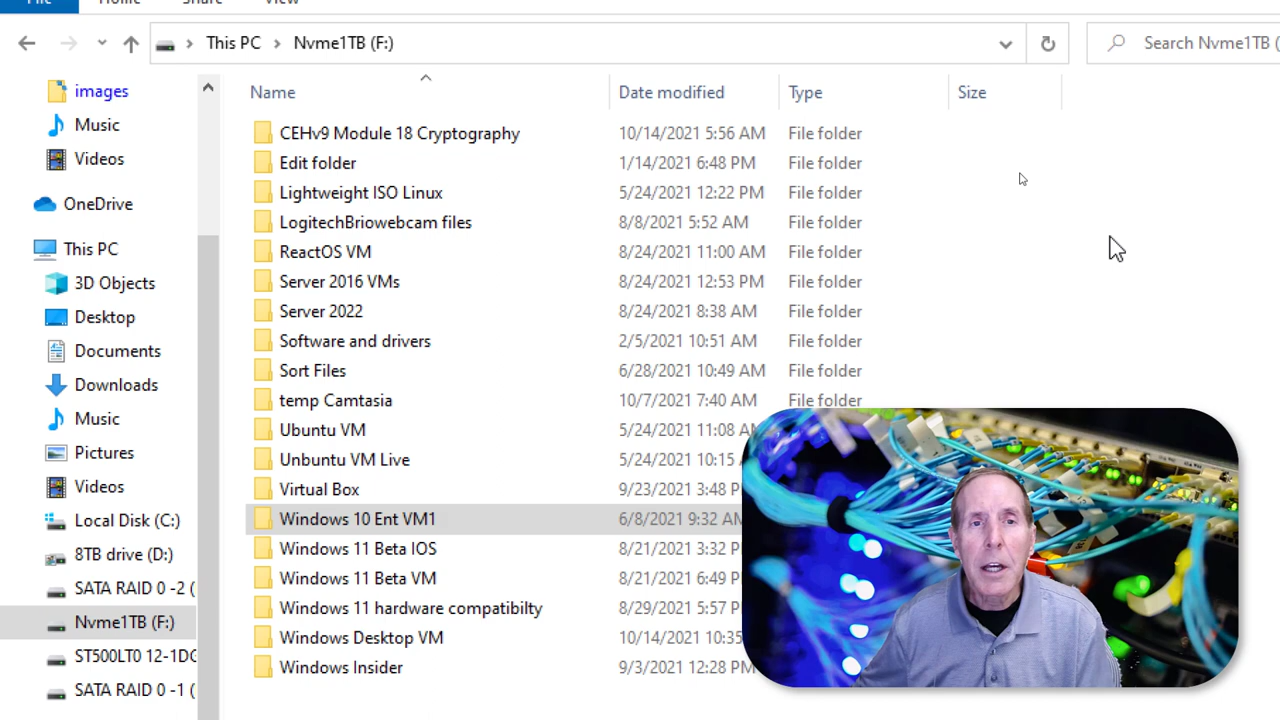 File Home Share View
This PC > Nvme1TB (F:) Search Nvme1TB (
Name Date modified Type Size
images
Music
Videos
OneDrive
This PC
3D Objects
Desktop
Documents
Downloads
Music
Pictures
Videos
Local Disk (C:)
8TB drive (D:)
SATA RAID 0 -2 (
Nvme1TB (F:)
ST500LT0 12-1DG
SATA RAID 0 -1 (
CEHv9 Module 18 Cryptography 10/14/2021 5:56 AM File folder
Edit folder 1/14/2021 6:48 PM File folder
Lightweight ISO Linux 5/24/2021 12:22 PM File folder
LogitechBriowebcam files 8/8/2021 5:52 AM File folder
ReactOS VM 8/24/2021 11:00 AM File folder
Server 2016 VMs 8/24/2021 12:53 PM File folder
Server 2022 8/24/2021 8:38 AM File folder
Software and drivers 2/5/2021 10:51 AM File folder
Sort Files 6/28/2021 10:49 AM File folder
temp Camtasia 10/7/2021 7:40 AM File folder
Ubuntu VM 5/24/2021 11:08 AM
Unbuntu VM Live 5/24/2021 10:15
Virtual Box 9/23/2021 3:48 P
Windows 10 Ent VM1 6/8/2021 9:32 AM
Windows 11 Beta IOS 8/21/2021 3:32 P
Windows 11 Beta VM 8/21/2021 6:49 P
Windows 11 hardware compatibilty 8/29/2021 5:57 P
Windows Desktop VM 10/14/2021 10:35
Windows Insider 9/3/2021 12:28 PM